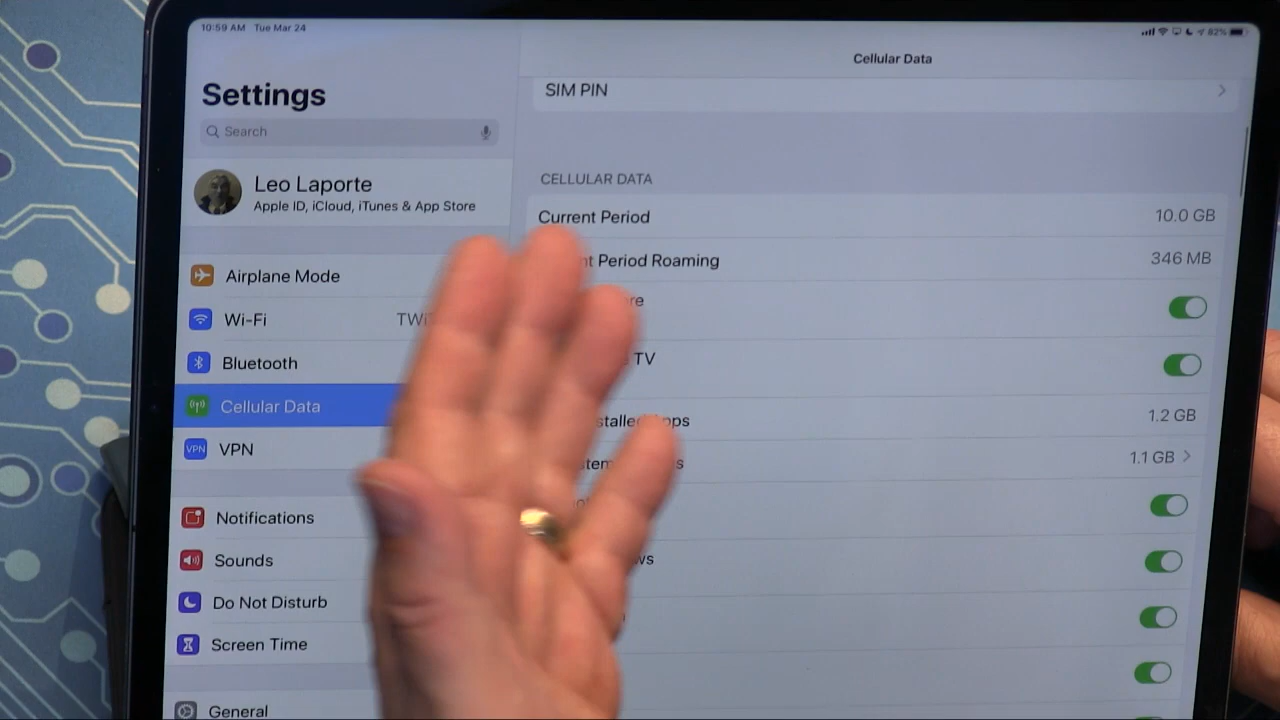 10:59 AM Tue Mar 24
82%
Settings
Search
Leo Laporte
Apple ID, iCloud, iTunes & App Store
Airplane Mode
Wi-Fi
Bluetooth
Cellular Data
VPN VPN
Notifications
Sounds
Do Not Disturb
Screen Time
General
Cellular Data
SIM PIN
CELLULAR DATA
Current Period 10.0 GB
Period Roaming 346 MB
TV
1.2 GB
1.1 GB